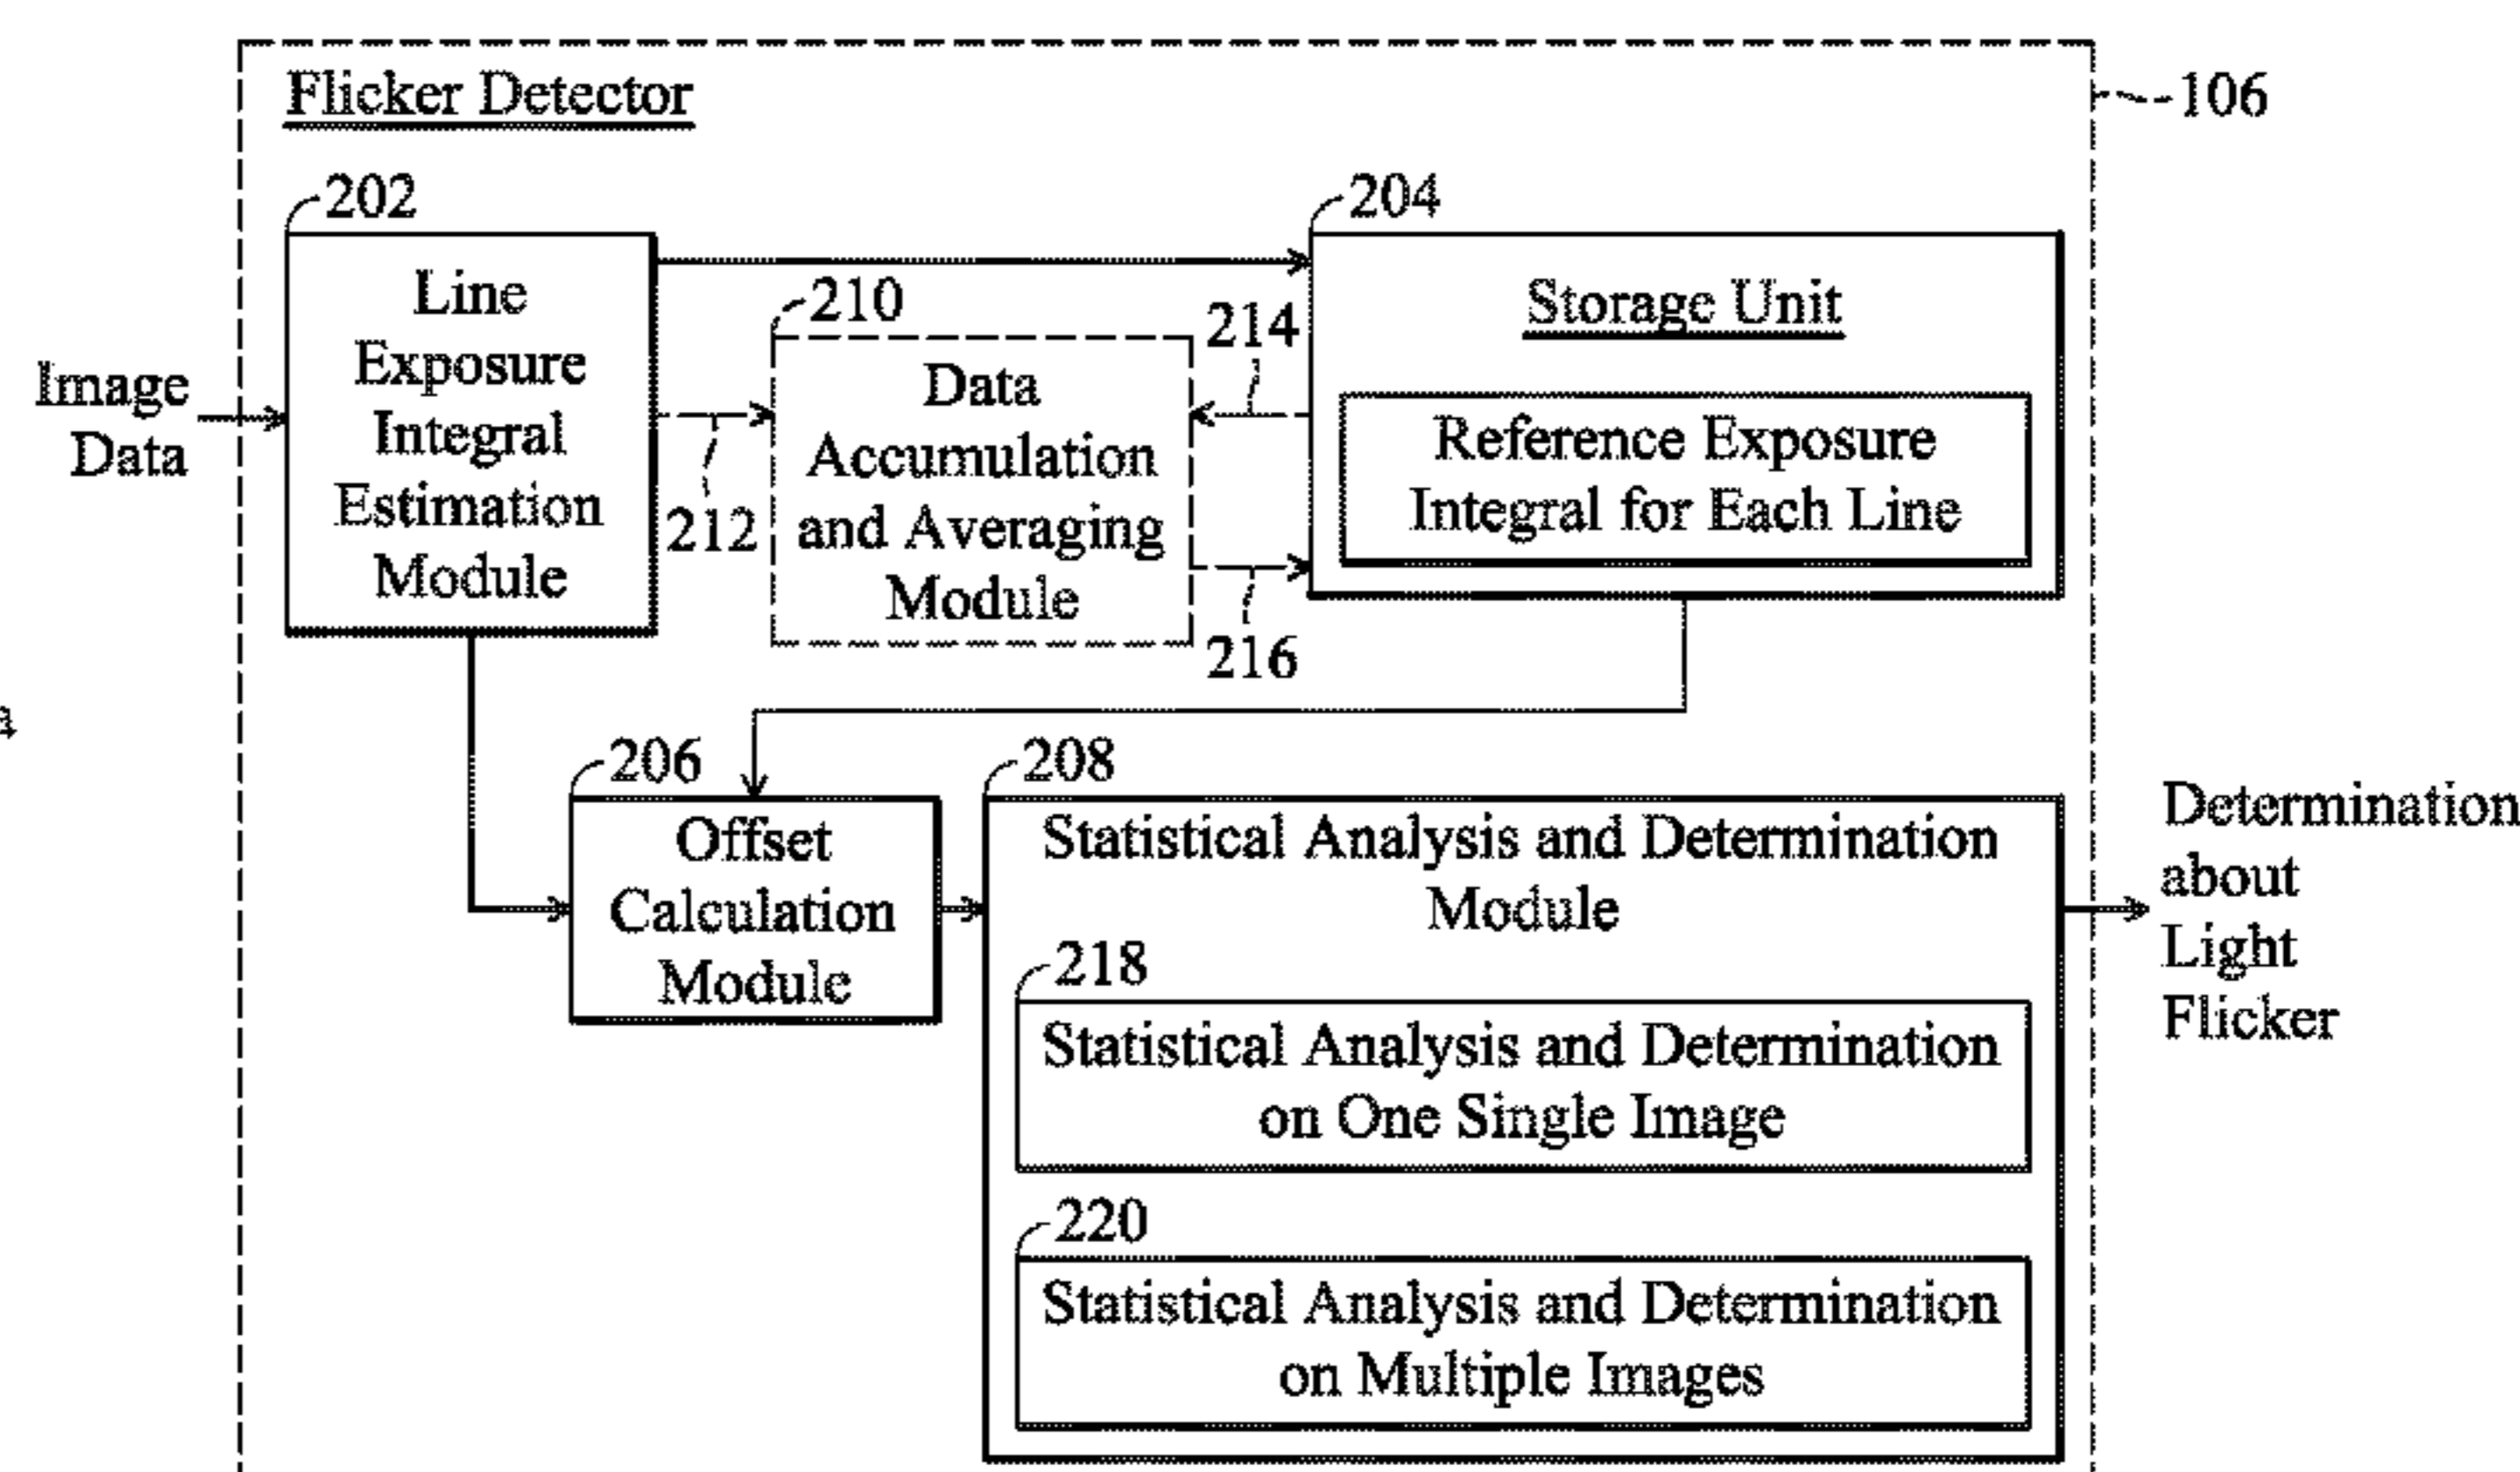 Flicker Detector
106
202
204
Line
Exposure
Integral
Estimation
Module
210
214
Storage Unit
Image
Data
Data
Accumulation
and Averaging
Module
Reference Exposure
Integral for Each Line
212
216
206
208
Offset
Calculation
Module
Statistical Analysis and Determination
Module
218
Statistical Analysis and Determination
on One Single Image
220
Statistical Analysis and Determination
on Multiple Images
Determination
about
Light
Flicker